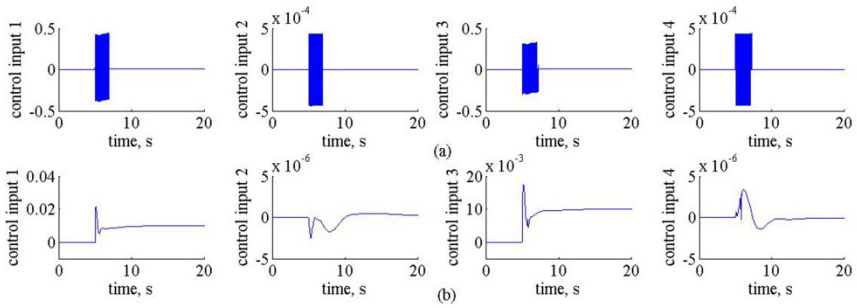 control input 1
0.5
0
-0.5
0 10 20
time, s
control input 2
x 10⁻⁴
5
0
-5
0 10 20
time, s
control input 3
0.5
0
-0.5
0 10 20
time, s
control input 4
x 10⁻⁴
5
0
-5
0 10 20
time, s
(a)
control input 1
0.04
0.02
0
0 10 20
time, s
control input 2
x 10⁻⁶
5
0
-5
0 10 20
time, s
control input 3
x 10⁻³
20
10
0
0 10 20
time, s
control input 4
x 10⁻⁶
5
0
-5
0 10 20
time, s
(b)